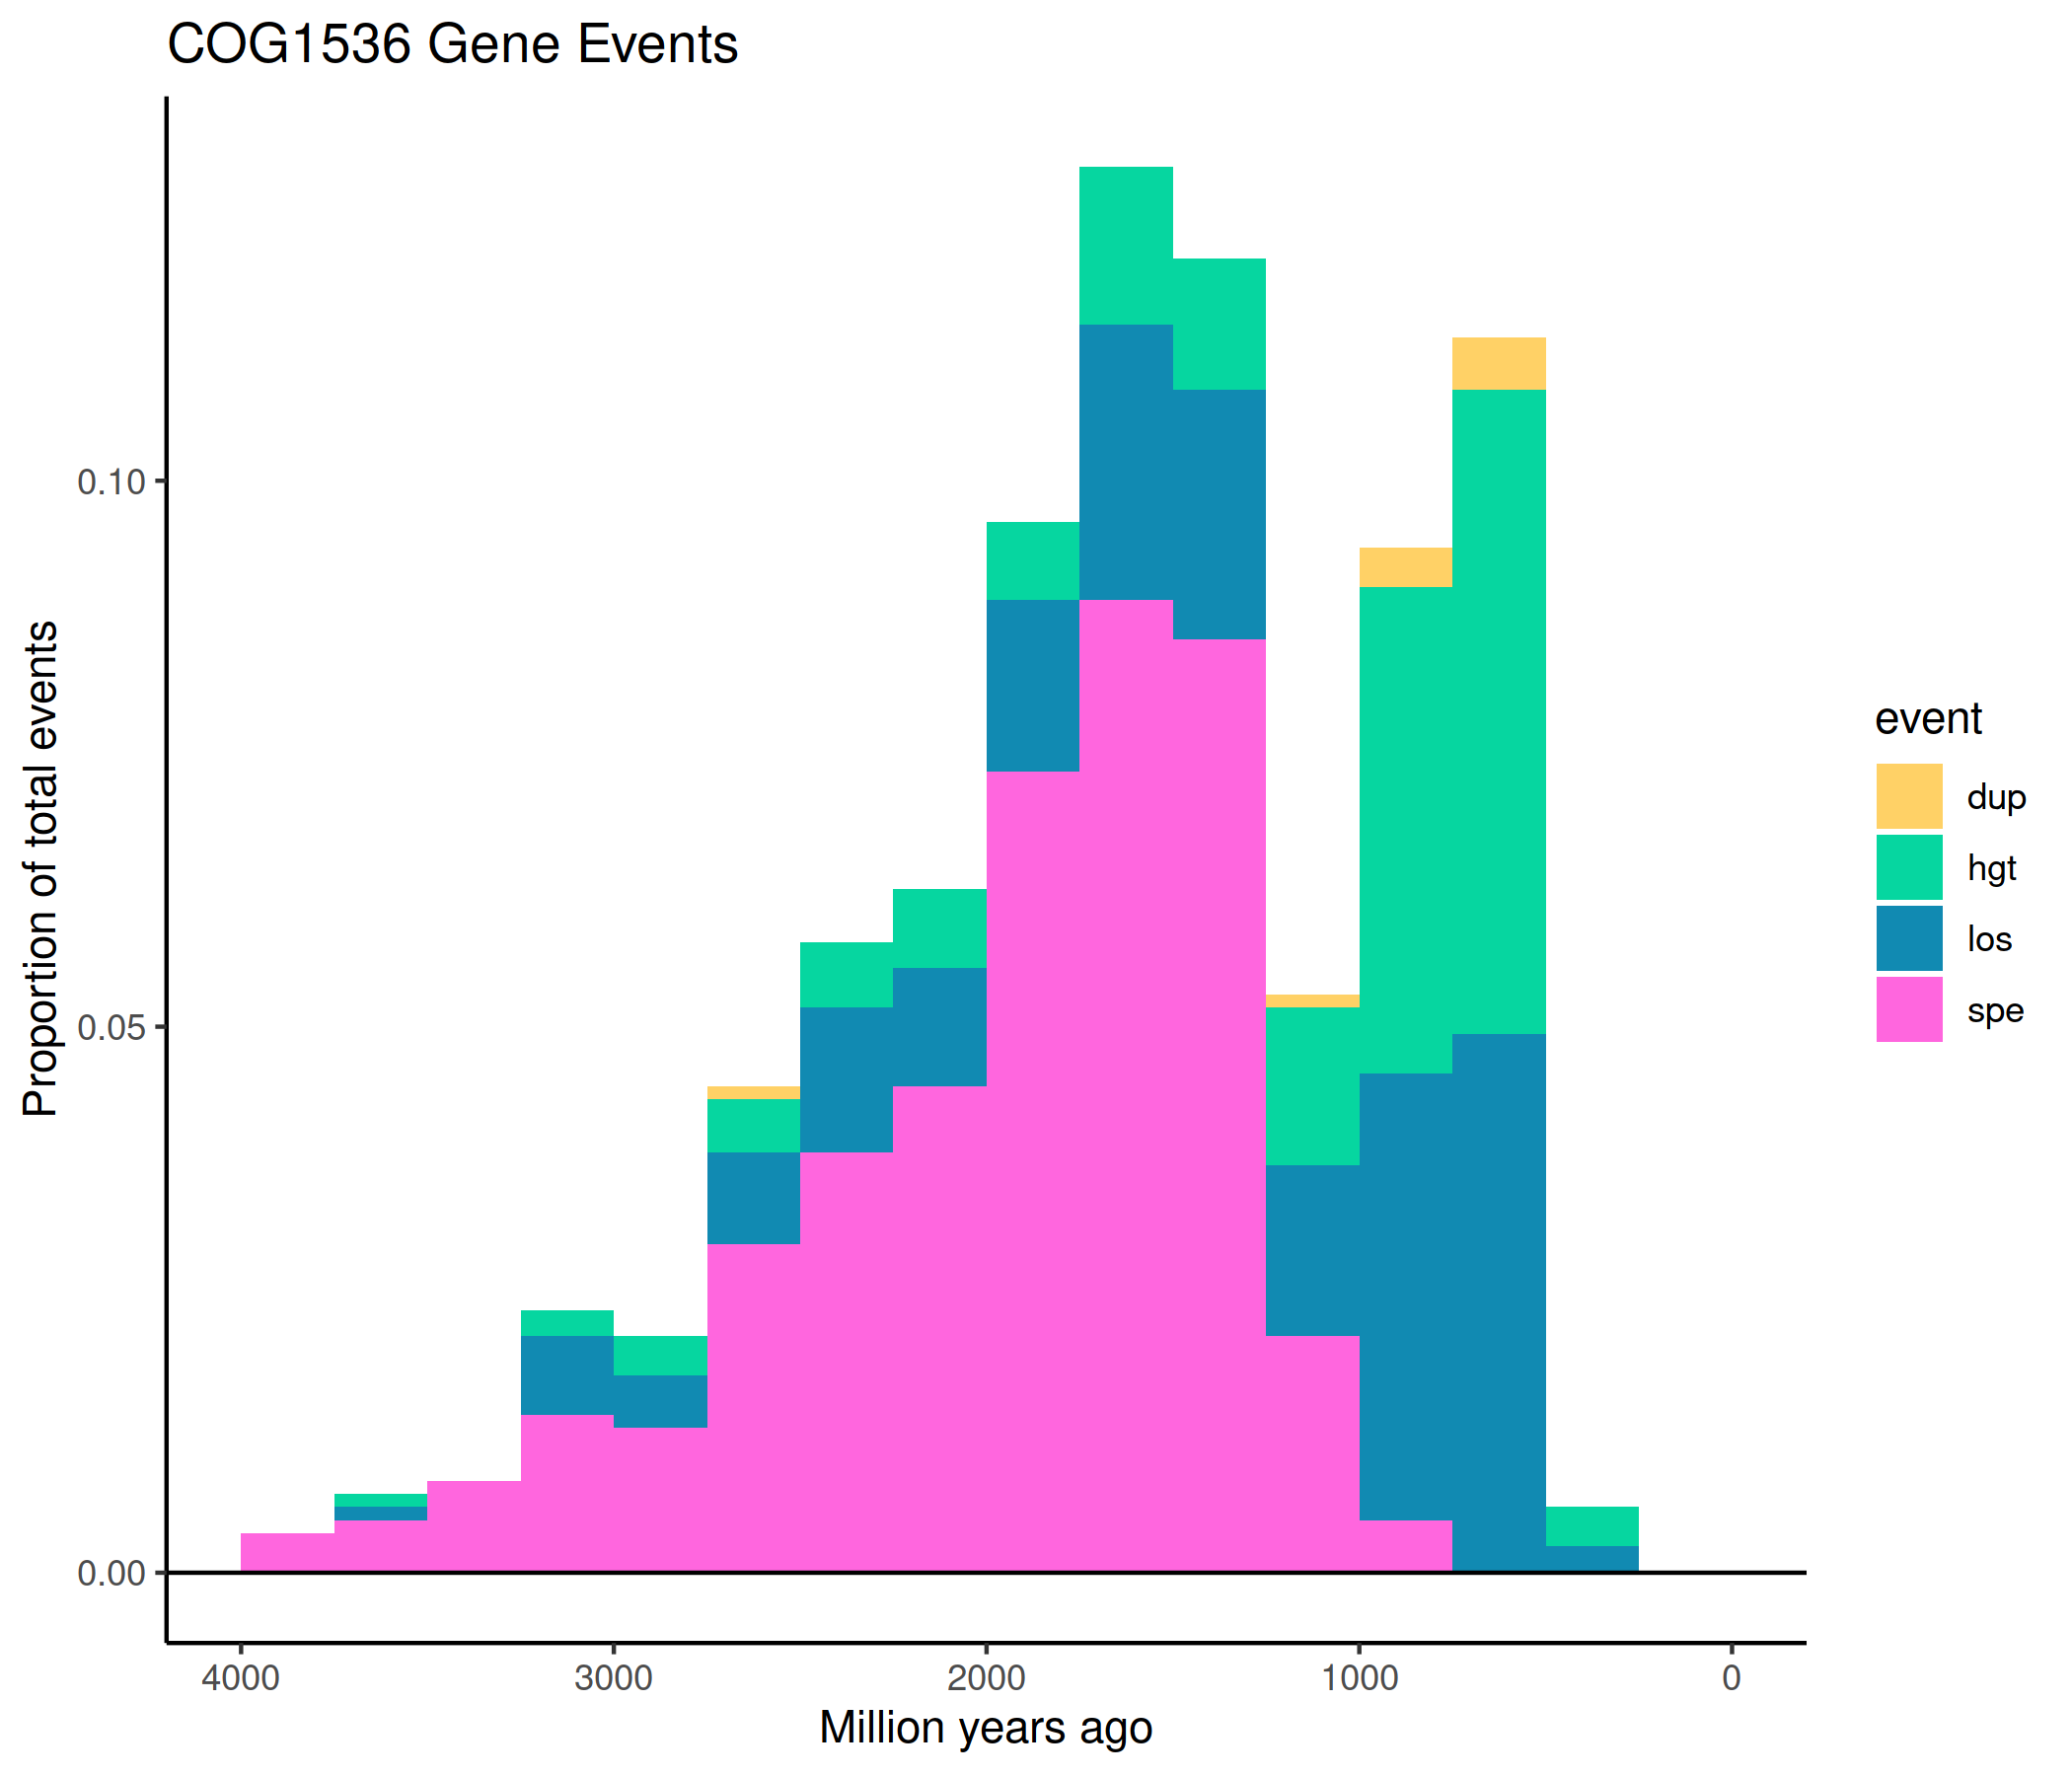 COG1536 Gene Events
Proportion of total events
0.10
0.05
0.00
4000 3000 2000 1000 0
Million years ago
event
dup
hgt
los
spe